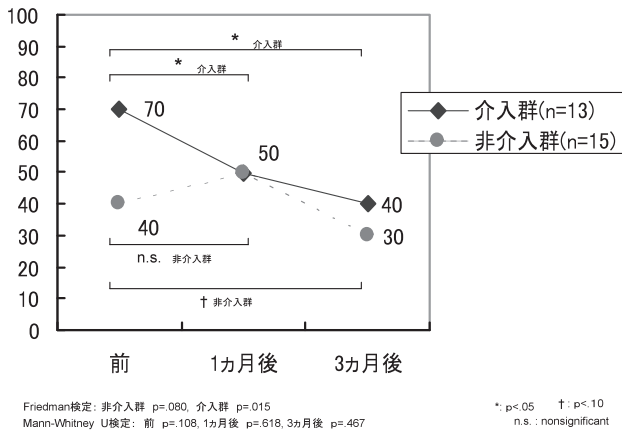 100
90
80
70
60
50
40
30
20
10
0
* 介入群
* 介入群
70
50
40
40
30
n.s. 非介入群
† 非介入群
前
1ヵ月後
3ヵ月後
介入群(n=13)
非介入群(n=15)
Friedman検定: 非介入群 p=.080, 介入群 p=.015
Mann-Whitney U検定: 前 p=.108, 1ヵ月後 p=.618, 3ヵ月後 p=.467
*: p<.05 †: p<.10
n.s. : nonsignificant